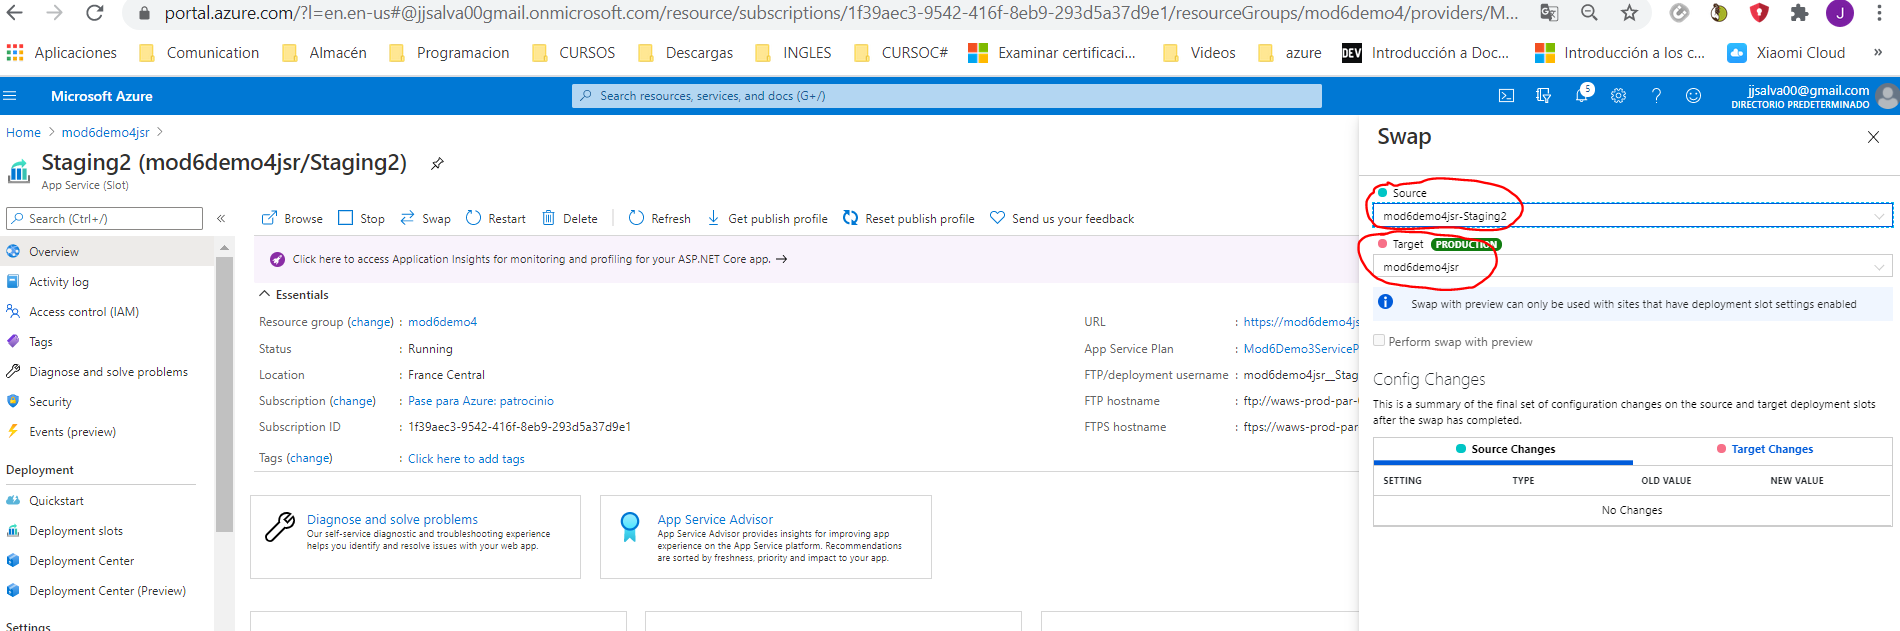 portal.azure.com/?l=en.en-us#@jjsalva00gmail.onmicrosoft.com/resource/subscriptions/1f39aec3-9542-416f-8eb9-293d5a37d9e1/resourceGroups/mod6demo4/providers/M...
J
Aplicaciones Comunication Almacén Programacion CURSOS Descargas INGLES CURSOC# Examinar certificaci... Videos azure DEV Introducción a Doc... Introducción a los c... Xiaomi Cloud »
Microsoft Azure
Search resources, services, and docs (G+/)
5
jjsalva00@gmail.com
DIRECTORIO PREDETERMINADO
Home > mod6demo4jsr >
Staging2 (mod6demo4jsr/Staging2)
App Service (Slot)
Search (Ctrl+/) «
Overview
Activity log
Access control (IAM)
Tags
Diagnose and solve problems
Security
Events (preview)
Deployment
Quickstart
Deployment slots
Deployment Center
Deployment Center (Preview)
Settings
Browse Stop Swap Restart Delete Refresh Get publish profile Reset publish profile Send us your feedback
Click here to access Application Insights for monitoring and profiling for your ASP.NET Core app. →
Essentials
Resource group (change) : mod6demo4
Status : Running
Location : France Central
Subscription (change) : Pase para Azure: patrocinio
Subscription ID : 1f39aec3-9542-416f-8eb9-293d5a37d9e1
Tags (change) : Click here to add tags
URL : https://mod6demo4js
App Service Plan : Mod6Demo3ServiceP
FTP/deployment username : mod6demo4jsr__Stag
FTP hostname : ftp://waws-prod-par-
FTPS hostname : ftps://waws-prod-par
Diagnose and solve problems
Our self-service diagnostic and troubleshooting experience
helps you identify and resolve issues with your web app.
App Service Advisor
App Service Advisor provides insights for improving app
experience on the App Service platform. Recommendations
are sorted by freshness, priority and impact to your app.
Swap
Source
mod6demo4jsr-Staging2
Target PRODUCTION
mod6demo4jsr
Swap with preview can only be used with sites that have deployment slot settings enabled
Perform swap with preview
Config Changes
This is a summary of the final set of configuration changes on the source and target deployment slots
after the swap has completed.
Source Changes Target Changes
SETTING TYPE OLD VALUE NEW VALUE
No Changes